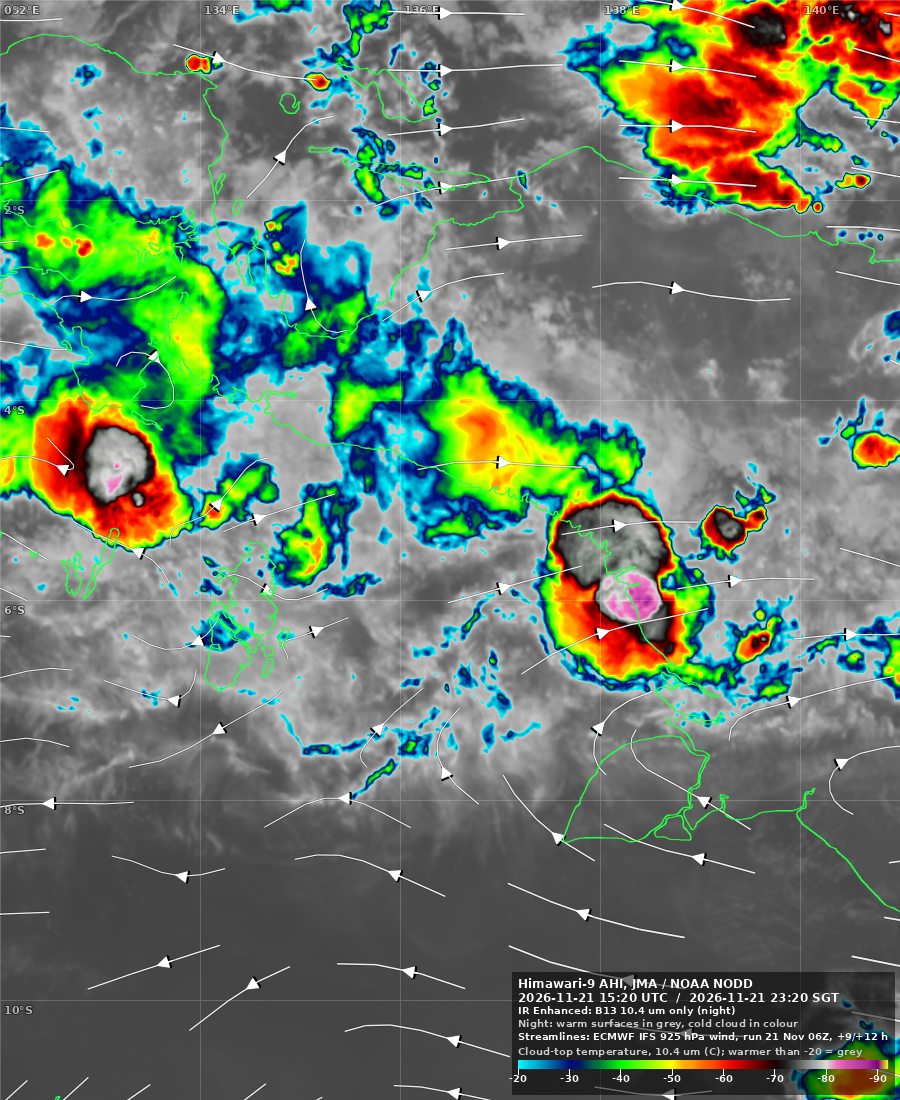 0°
132°E
134°E
136°E
138°E
140°E
2°S
4°S
6°S
8°S
10°S
Himawari-9 AHI, JMA / NOAA NODD
2026-11-21 15:20 UTC / 2026-11-21 23:20 SGT
IR Enhanced: B13 10.4 um only (night)
Night: warm surfaces in grey, cold cloud in colour
Streamlines: ECMWF IFS 925 hPa wind, run 21 Nov 06Z, +9/+12 h
Cloud-top temperature, 10.4 um (C); warmer than -20 = grey
-20 -30 -40 -50 -60 -70 -80 -90